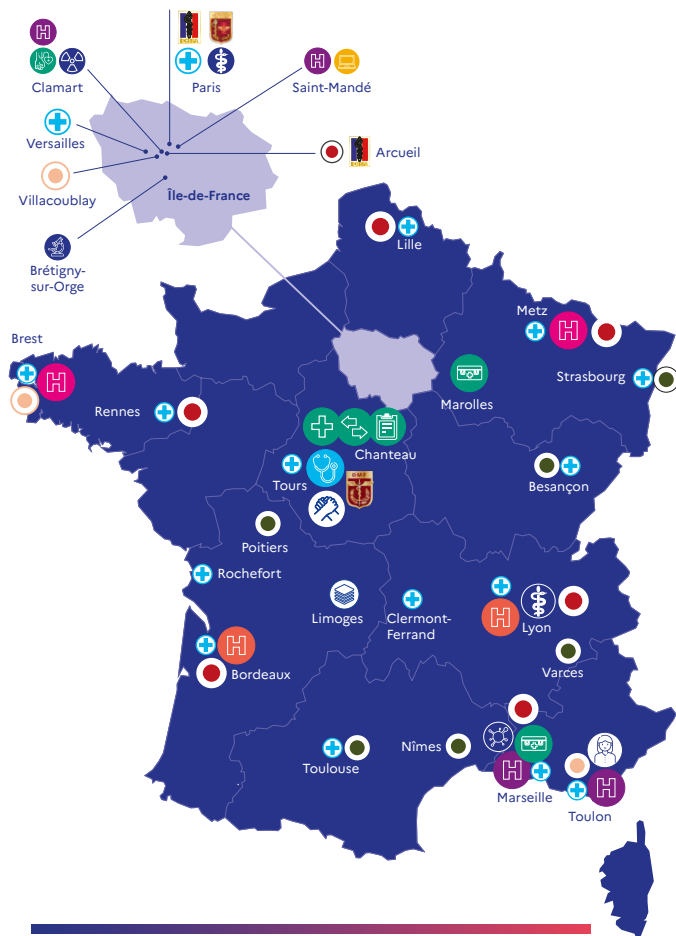 Clamart
Paris
Saint-Mandé
Versailles
Arcueil
Villacoublay
Île-de-France
Brétigny-
sur-Orge
Lille
Metz
Brest
Strasbourg
Marolles
Rennes
Chanteau
Tours
Besançon
Poitiers
Rochefort
Limoges
Clermont-
Ferrand
Lyon
Varces
Bordeaux
Nîmes
Toulouse
Marseille
Toulon